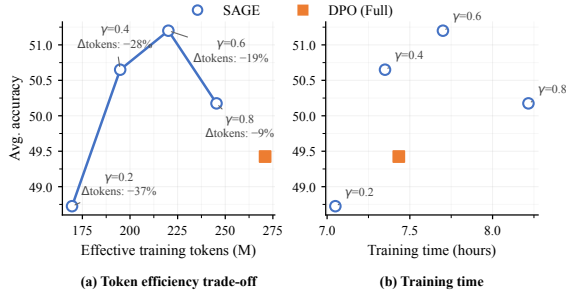 SAGE
DPO (Full)
Avg. accuracy
51.0
50.5
50.0
49.5
49.0
γ=0.4
Δtokens: −28%
γ=0.6
Δtokens: −19%
γ=0.8
Δtokens: −9%
γ=0.2
Δtokens: −37%
175
200
225
250
275
Effective training tokens (M)
(a) Token efficiency trade-off
51.0
50.5
50.0
49.5
49.0
γ=0.6
γ=0.4
γ=0.8
γ=0.2
7.0
7.5
8.0
Training time (hours)
(b) Training time